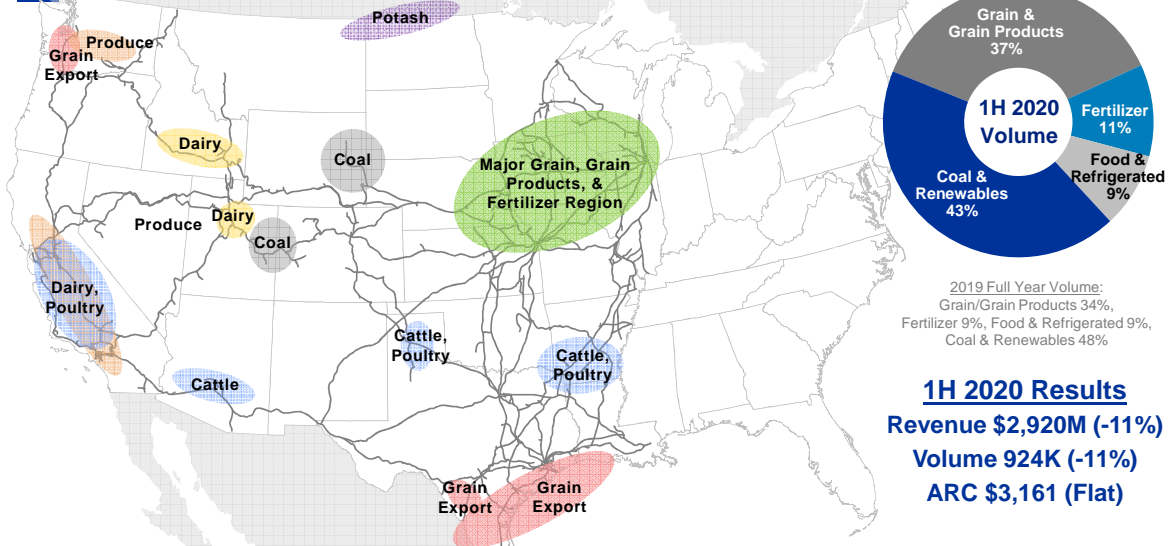 Potash
Produce
Grain
Export
Dairy
Coal
Major Grain, Grain
Products, &
Fertilizer Region
Produce
Dairy
Coal
Dairy,
Poultry
Cattle,
Poultry
Cattle,
Poultry
Cattle
Grain
Export
Grain
Export
Grain &
Grain Products
37%
1H 2020
Volume
Fertilizer
11%
Food &
Refrigerated
9%
Coal &
Renewables
43%
2019 Full Year Volume:
Grain/Grain Products 34%,
Fertilizer 9%, Food & Refrigerated 9%,
Coal & Renewables 48%
1H 2020 Results
Revenue $2,920M (-11%)
Volume 924K (-11%)
ARC $3,161 (Flat)